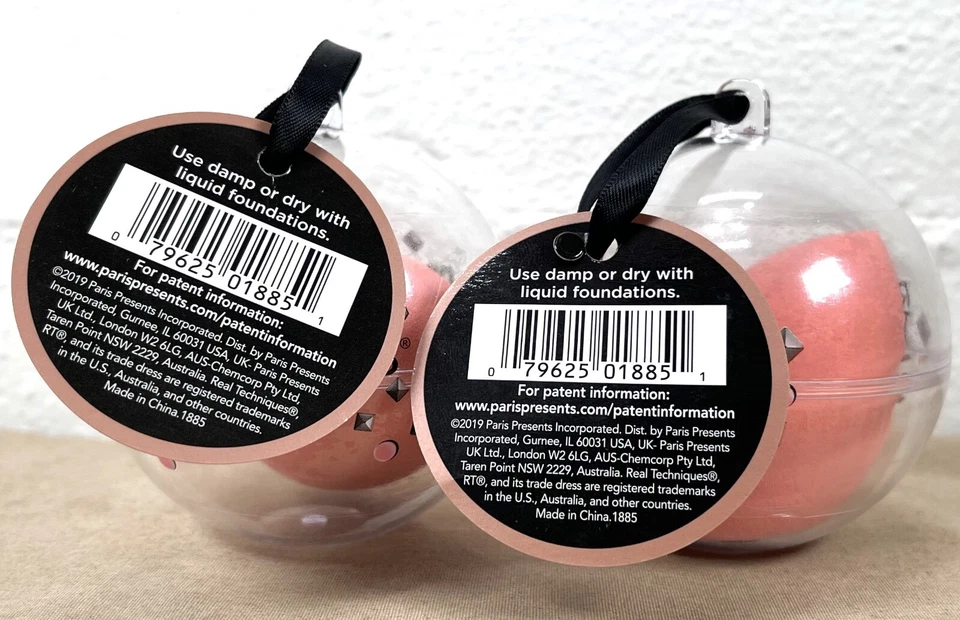 Use damp or dry with
liquid foundations.
0 79625 01885 1
For patent information:
www.parispresents.com/patentinformation
©2019 Paris Presents Incorporated. Dist. by Paris Presents
Incorporated, Gurnee, IL 60031 USA, UK- Paris Presents
UK Ltd., London W2 6LG, AUS-Chemcorp Pty Ltd,
Taren Point NSW 2229, Australia. Real Techniques®,
RT®, and its trade dress are registered trademarks
in the U.S., Australia, and other countries.
Made in China.1885
®
Use damp or dry with
liquid foundations.
0 79625 01885 1
For patent information:
www.parispresents.com/patentinformation
©2019 Paris Presents Incorporated. Dist. by Paris Presents
Incorporated, Gurnee, IL 60031 USA, UK- Paris Presents
UK Ltd., London W2 6LG, AUS-Chemcorp Pty Ltd,
Taren Point NSW 2229, Australia. Real Techniques®,
RT®, and its trade dress are registered trademarks
in the U.S., Australia, and other countries.
Made in China.1885